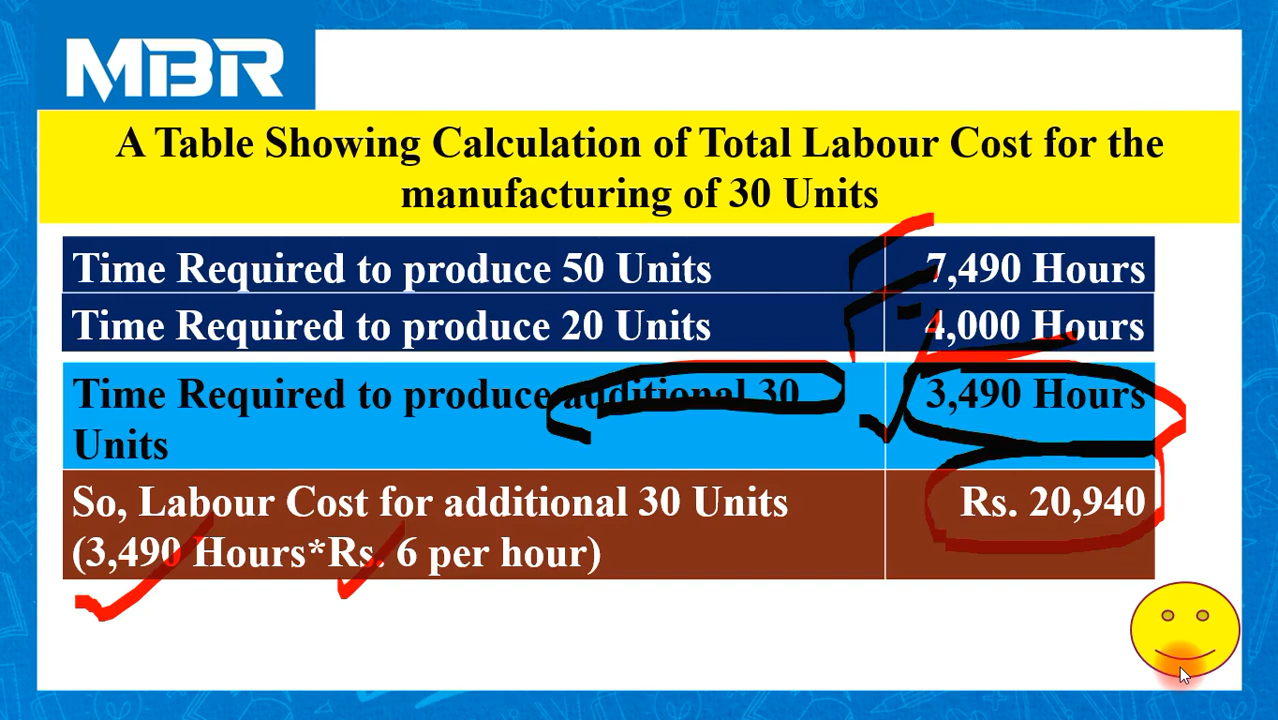 MBR
A Table Showing Calculation of Total Labour Cost for the
manufacturing of 30 Units
Time Required to produce 50 Units 7,490 Hours
Time Required to produce 20 Units 4,000 Hours
Time Required to produce additional 30 3,490 Hours
Units
So, Labour Cost for additional 30 Units Rs. 20,940
(3,490 Hours*Rs. 6 per hour)